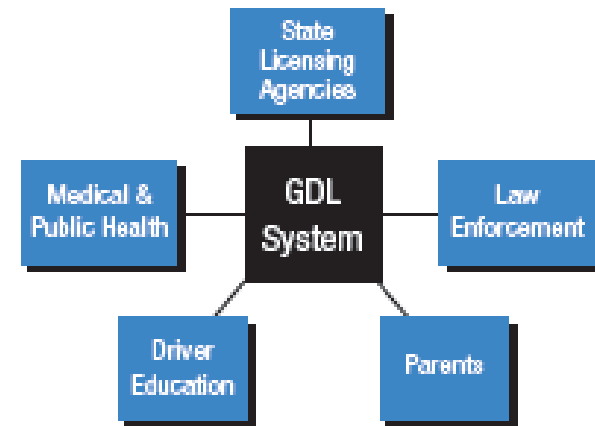 State
Licensing
Agencies
Medical &
Public Health
GDL
System
Law
Enforcement
Driver
Education
Parents